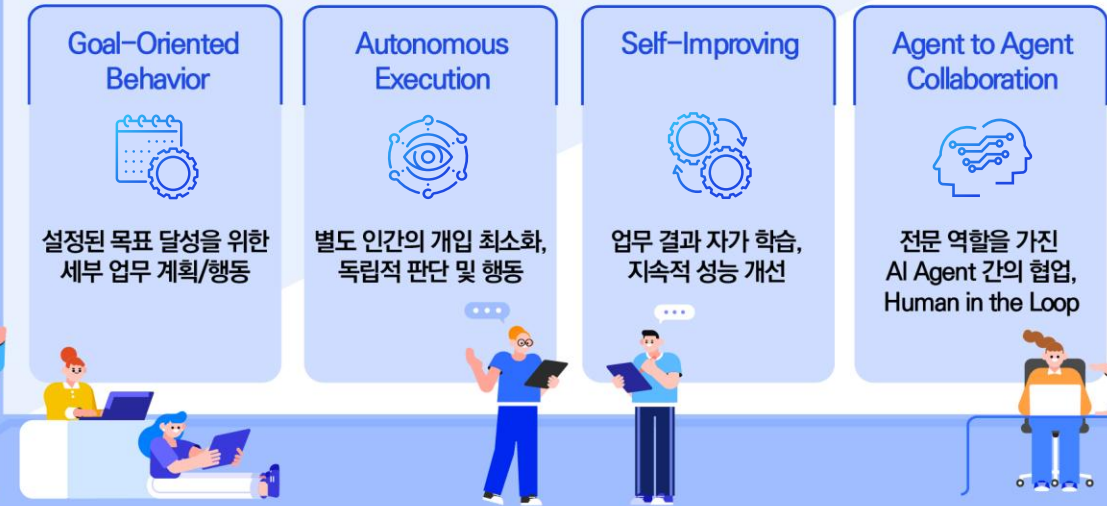 Goal-Oriented
Behavior
설정된 목표 달성을 위한
세부 업무 계획/행동
Autonomous
Execution
별도 인간의 개입 최소화,
독립적 판단 및 행동
Self-Improving
업무 결과 자가 학습,
지속적 성능 개선
Agent to Agent
Collaboration
전문 역할을 가진
AI Agent 간의 협업,
Human in the Loop